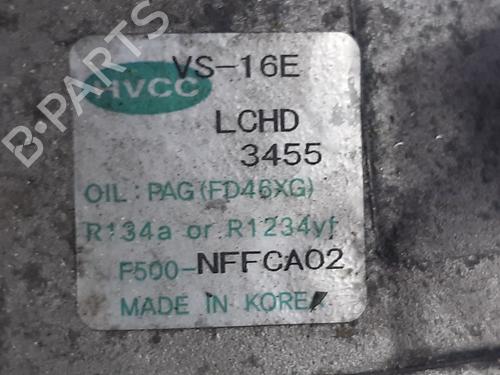 B-PARTS
VS-16E
HVCC
LCHD
3455
OIL : PAG(FD46XG)
R134a or R1234yf
F500-NFFCA02
MADE IN KOREA